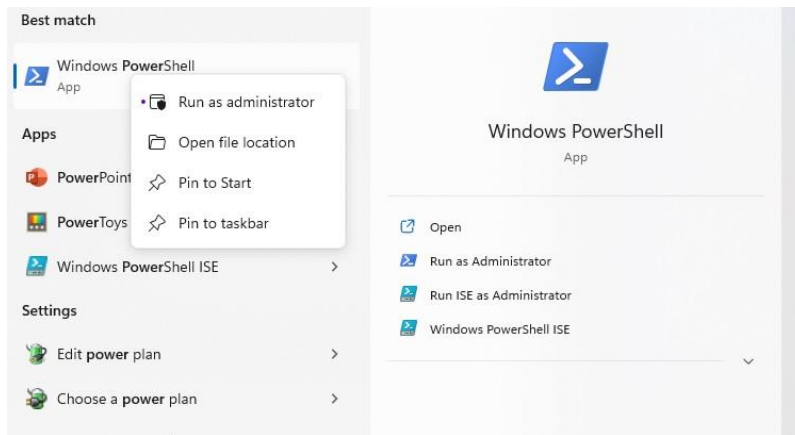 Best match
Windows PowerShell
App
Run as administrator
Open file location
Pin to Start
Pin to taskbar
Apps
PowerPoint
PowerToys
Windows PowerShell ISE
Settings
Edit power plan
Choose a power plan
Windows PowerShell
App
Open
Run as Administrator
Run ISE as Administrator
Windows PowerShell ISE